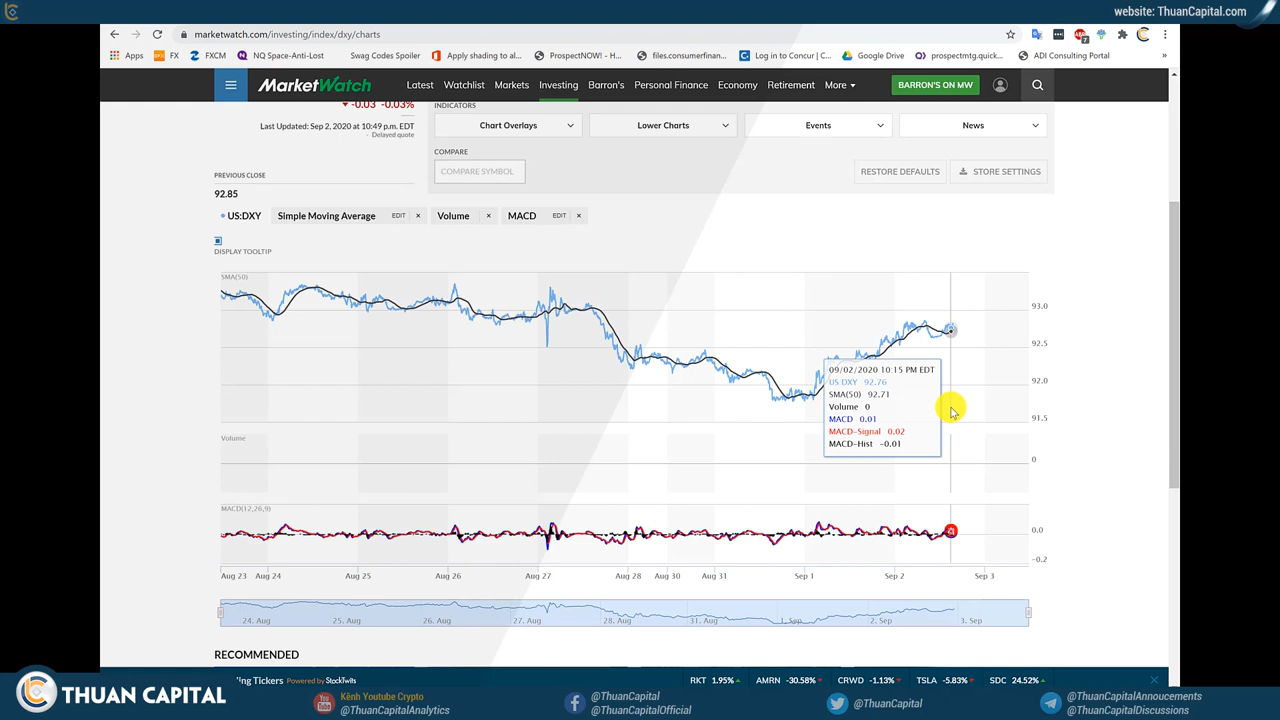 website: ThuanCapital.com
marketwatch.com/investing/index/dxy/charts
Apps FX FXCM NQ Space-Anti-Lost Swag Codes Spoiler Apply shading to al... ProspectNOW! - H... files.consumerfinan... Log in to Concur |... Google Drive prospectmtg.quick... ADI Consulting Portal »
MarketWatch Latest Watchlist Markets Investing Barron's Personal Finance Economy Retirement More BARRON'S ON MW
-0.03 -0.03%
Last Updated: Sep 2, 2020 at 10:49 p.m. EDT
Delayed quote
PREVIOUS CLOSE
92.85
INDICATORS
Chart Overlays Lower Charts Events News
COMPARE
COMPARE SYMBOL RESTORE DEFAULTS STORE SETTINGS
US:DXY Simple Moving Average EDIT × Volume × MACD EDIT ×
DISPLAY TOOLTIP
SMA(50)
93.0
92.5
92.0
91.5
09/02/2020 10:15 PM EDT
US:DXY 92.76
SMA(50) 92.71
Volume 0
MACD 0.01
MACD-Signal 0.02
MACD-Hist -0.01
Volume
0
MACD(12,26,9)
0.0
-0.2
Aug 23 Aug 24 Aug 25 Aug 26 Aug 27 Aug 28 Aug 30 Aug 31 Sep 1 Sep 2 Sep 3
24. Aug 25. Aug 26. Aug 27. Aug 28. Aug 31. Aug 1. Sep 2. Sep 3. Sep
RECOMMENDED
ling Tickers Powered by StockTwits RKT 1.95% AMRN -30.58% CRWD -1.13% TSLA -5.83% SDC 24.52%
THUAN CAPITAL
Kênh Youtube Crypto
@ThuanCapitalAnalytics
@ThuanCapital
@ThuanCapitalOfficial
@ThuanCapital
@ThuanCapitalAnnoucements
@ThuanCapitalDiscussions